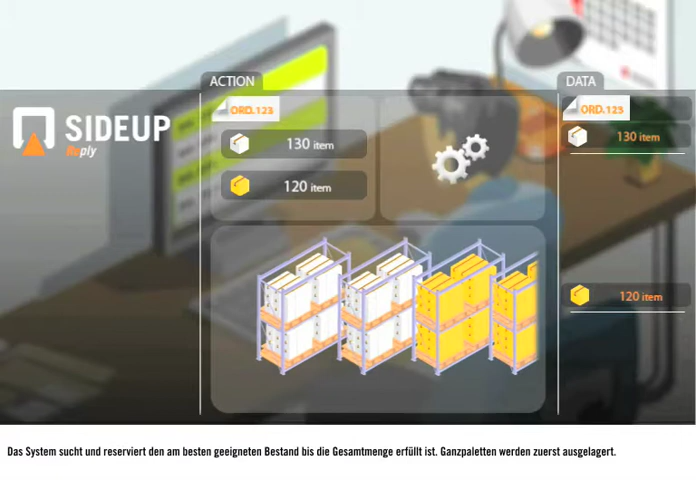 ACTION
DATA
ORD.123
ORD.123
SIDEUP
Reply
130 item
130 item
120 item
120 item
Das System sucht und reserviert den am besten geeigneten Bestand bis die Gesamtmenge erfüllt ist. Ganzpaletten werden zuerst ausgelagert.